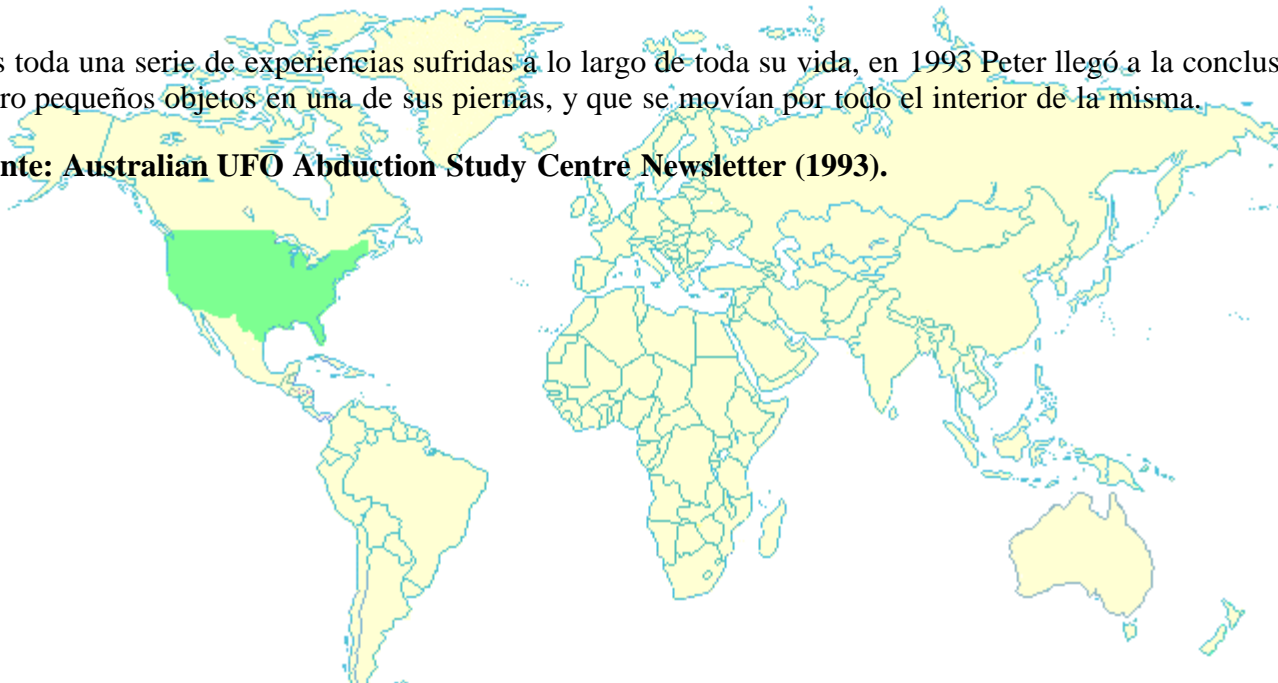 s toda una serie de experiencias sufridas a lo largo de toda su vida, en 1993 Peter llegó a la conclus
ro pequeños objetos en una de sus piernas, y que se movían por todo el interior de la misma.
nte: Australian UFO Abduction Study Centre Newsletter (1993).